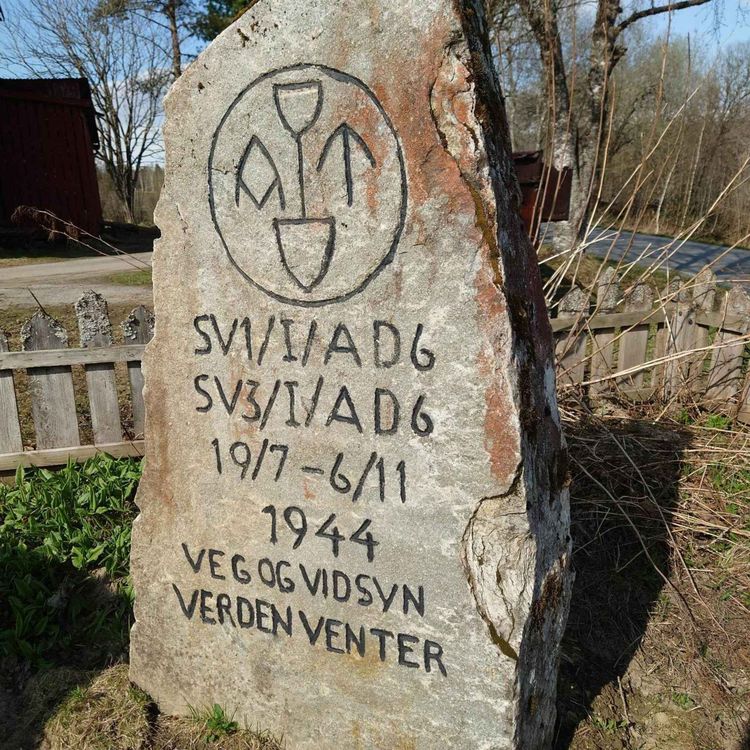 SV1/I/AD6
SV3/I/AD6
19/7 – 6/11
1944
VEG OG VIDSYN
VERDEN VENTER